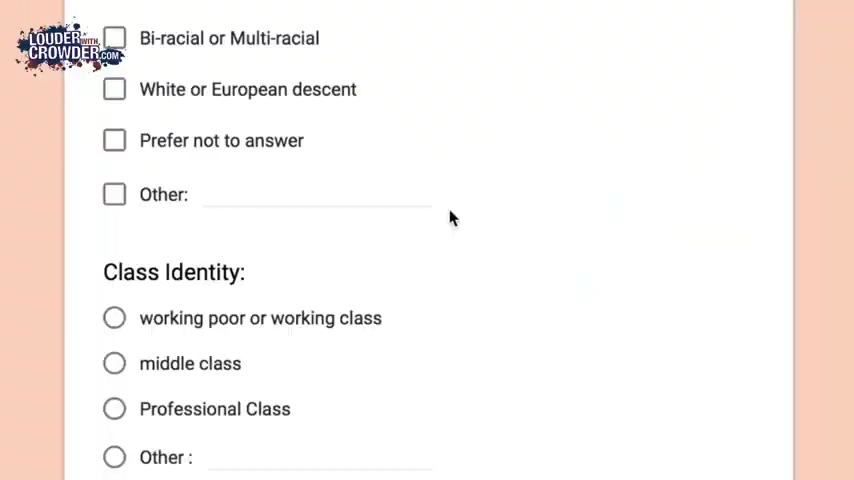 LOUDER WITH
CROWDER.COM
Bi-racial or Multi-racial
White or European descent
Prefer not to answer
Other:
Class Identity:
working poor or working class
middle class
Professional Class
Other :